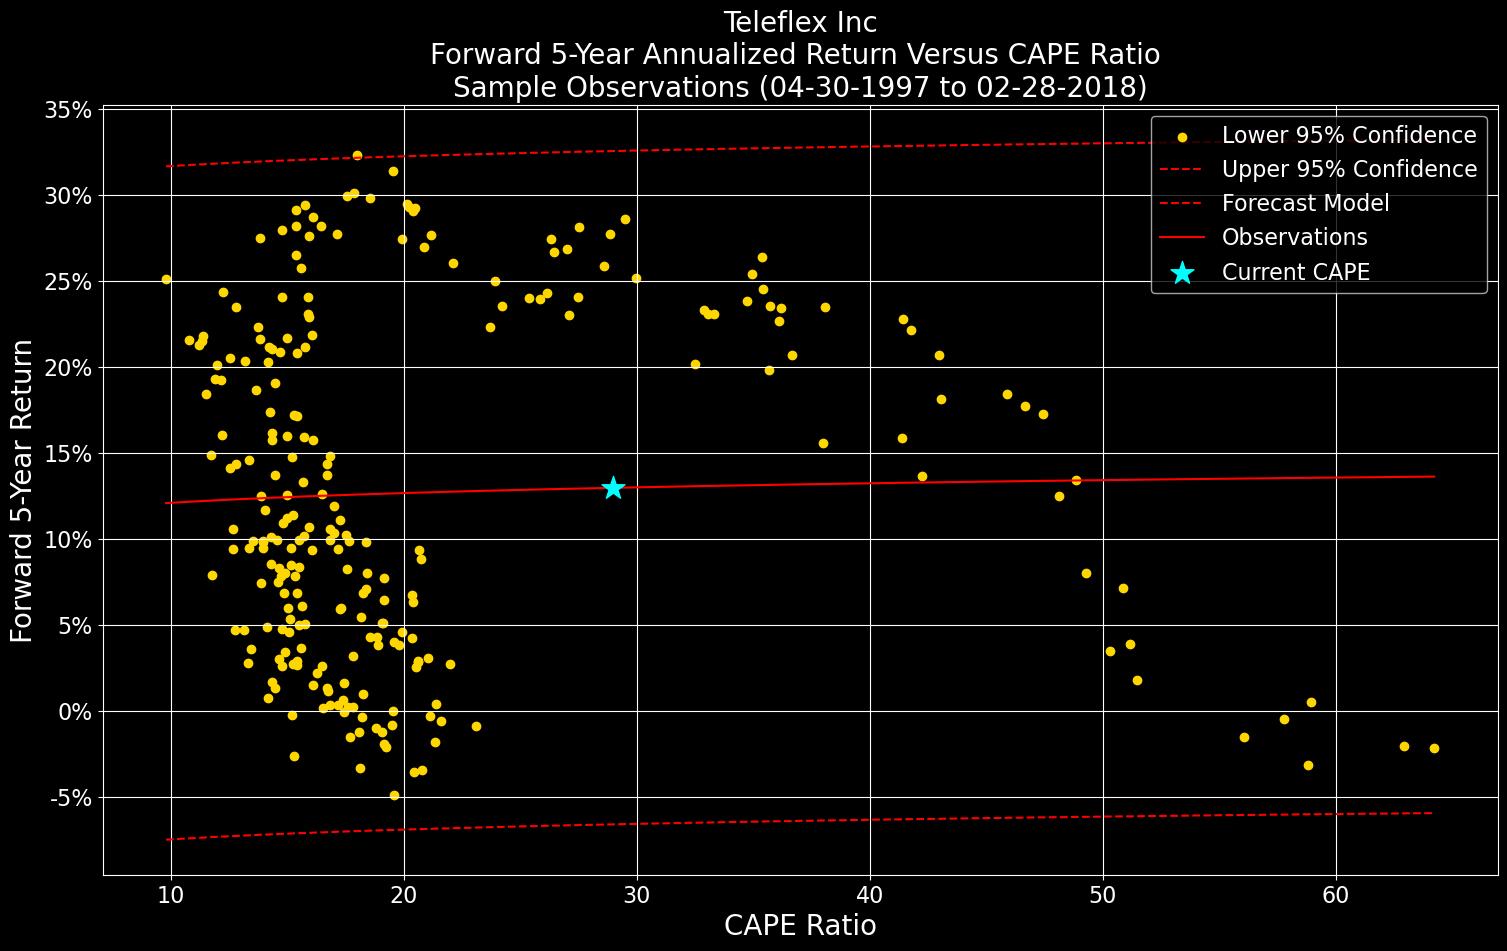 Teleflex Inc
Forward 5-Year Annualized Return Versus CAPE Ratio
Sample Observations (04-30-1997 to 02-28-2018)
Lower 95% Confidence
Upper 95% Confidence
Forecast Model
Observations
Current CAPE
Forward 5-Year Return
35%
30%
25%
20%
15%
10%
5%
0%
-5%
10 20 30 40 50 60
CAPE Ratio